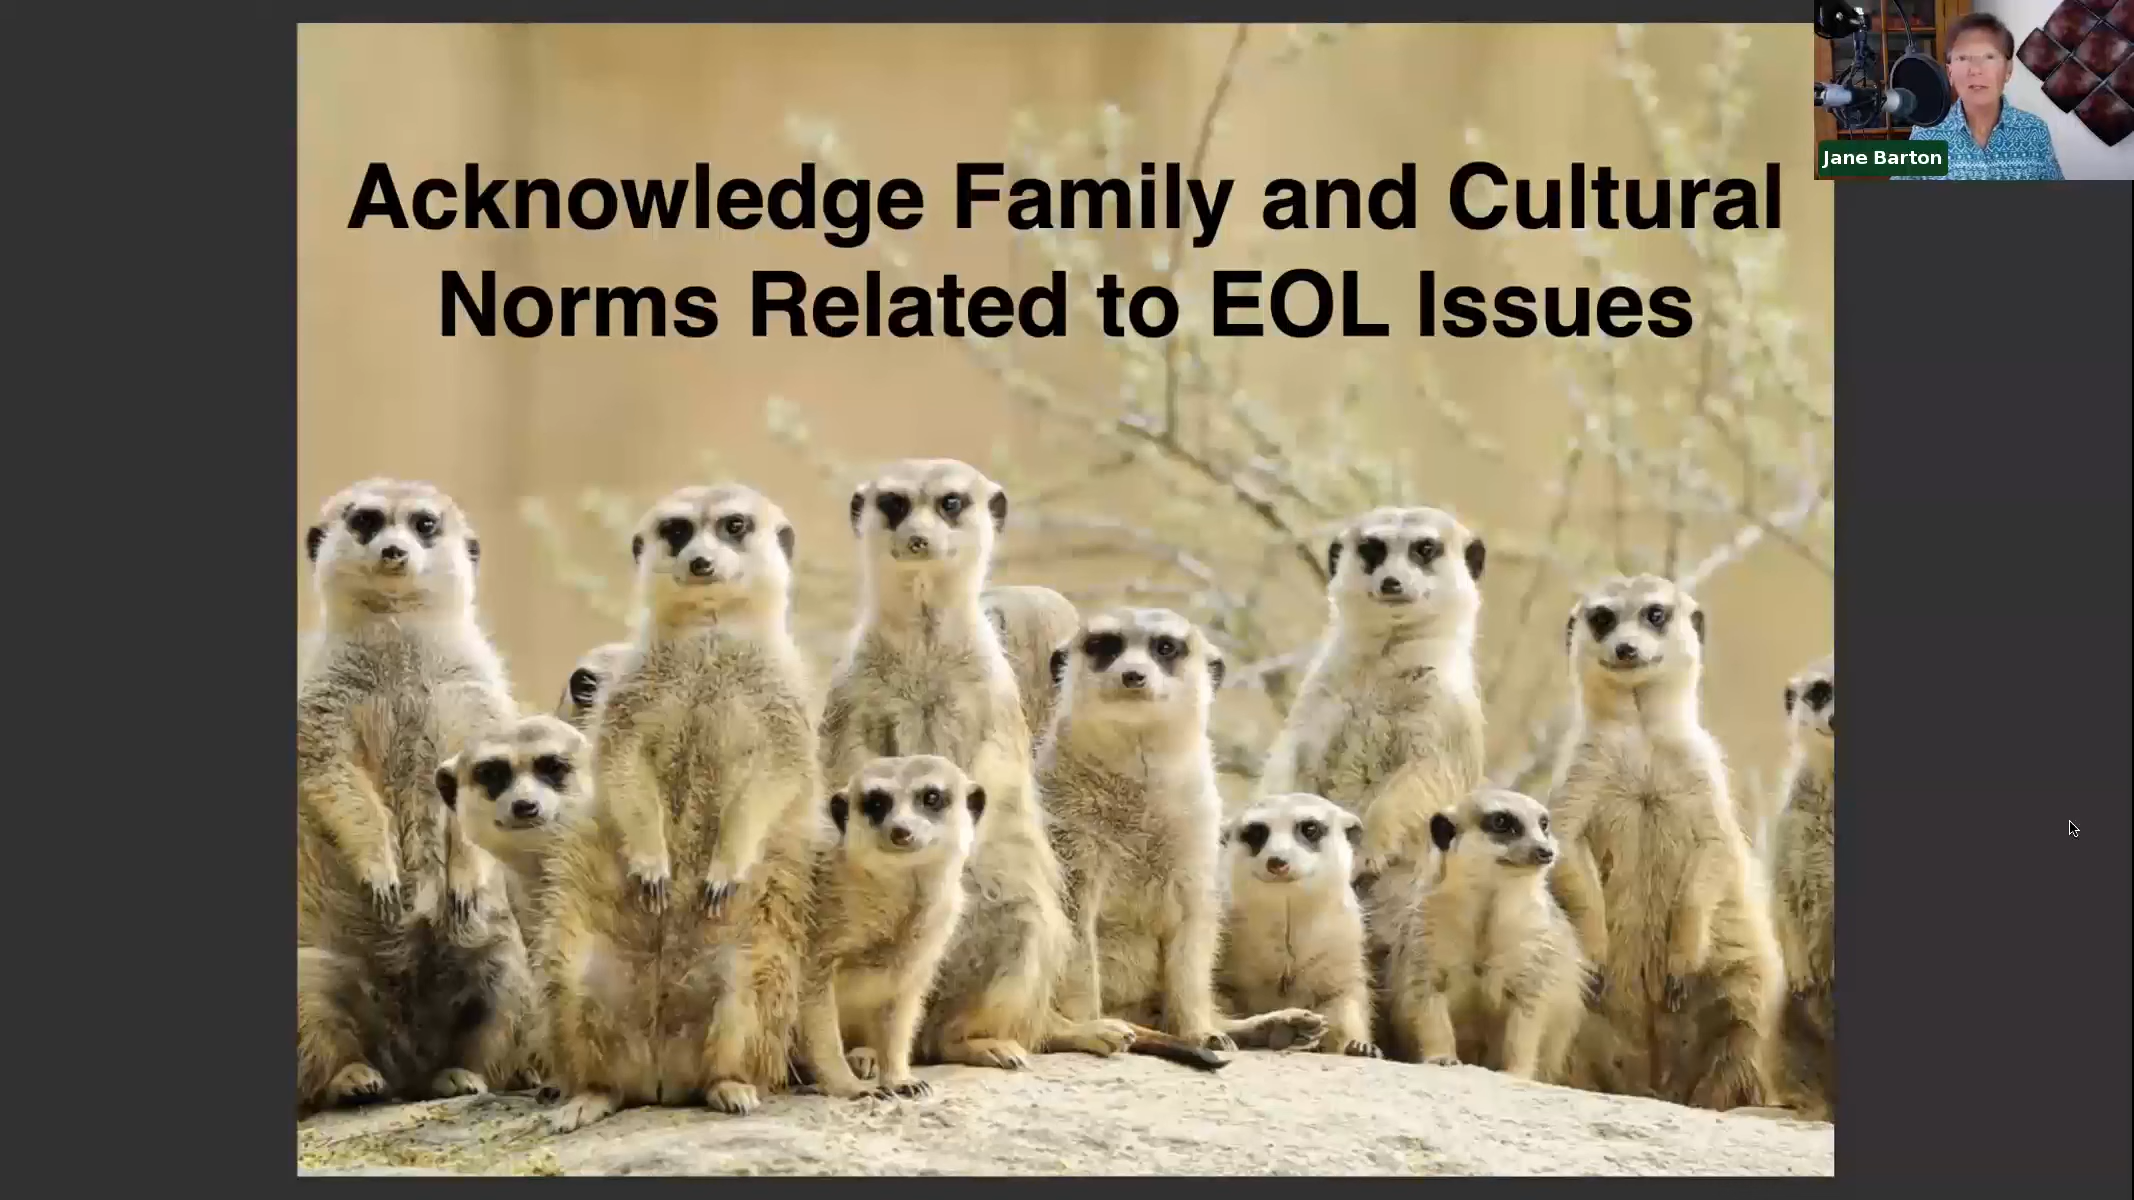 Acknowledge Family and Cultural
Norms Related to EOL Issues
Jane Barton